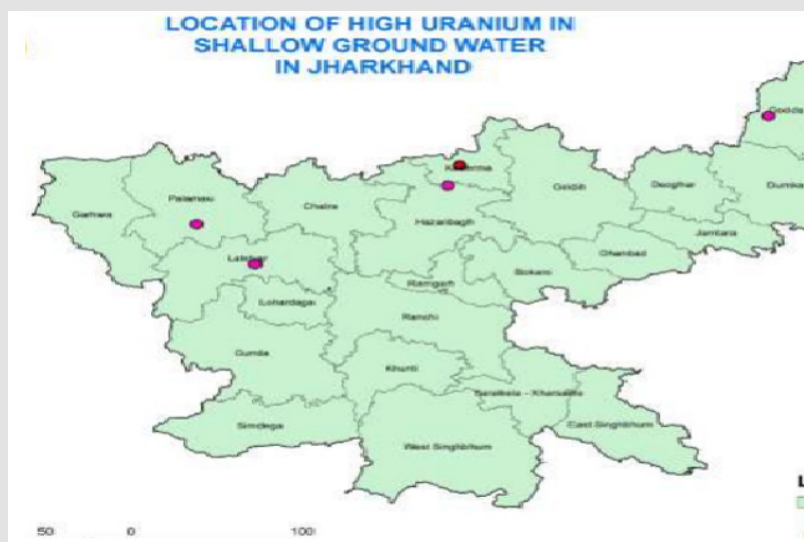 LOCATION OF HIGH URANIUM IN
SHALLOW GROUND WATER
IN JHARKHAND
Godda
Koderma
Palamau
Giridih
Deoghar
Dumka
Garhwa
Chatra
Hazaribagh
Jamtara
Latehar
Dhanbad
Bokaro
Ramgarh
Lohardaga
Ranchi
Gumla
Khunti
Saraikela - Kharsawan
Simdega
East Singhbhum
West Singhbhum
L
50 0 100